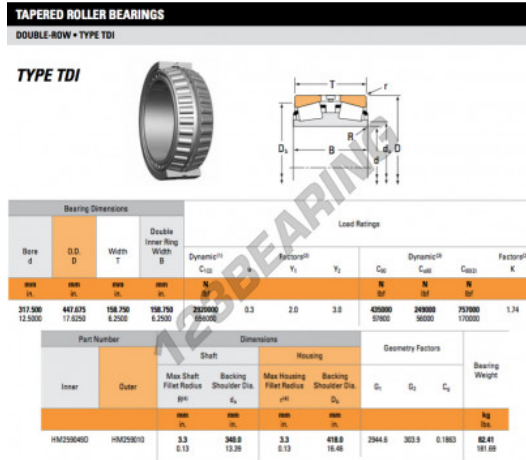 TAPERED ROLLER BEARINGS
DOUBLE-ROW • TYPE TDI
TYPE TDI
T
r
R
Db
B
d
da
D
123BEARING
Bearing Dimensions
Load Ratings
Bore d
O.D. D
Width T
Double Inner Ring Width B
Dynamic(1) C1(2)
e
Factors(2) Y1 Y2
C90
Dynamic(3) Ca90 C90(2)
Factors(2) K
mm mm mm mm N N N N
in. in. in. in. lbf lbf lbf lbf
317.500 447.675 158.750 158.750 2920000 0.3 2.0 3.0 435000 249000 757000 1.74
12.5000 17.6250 6.2500 6.2500 656000 97800 56000 170000
Part Number
Dimensions
Geometry Factors
Bearing Weight
Shaft
Housing
Inner
Outer
Max Shaft Fillet Radius R(4)
Backing Shoulder Dia. da
Max Housing Fillet Radius r(4)
Backing Shoulder Dia. Db
G1
G2
Cg
mm mm mm mm kg
in. in. in. in. lbs.
HM259049D HM259010 3.3 340.0 3.3 418.0 2944.6 303.9 0.1863 82.41
0.13 13.39 0.13 16.46 181.69